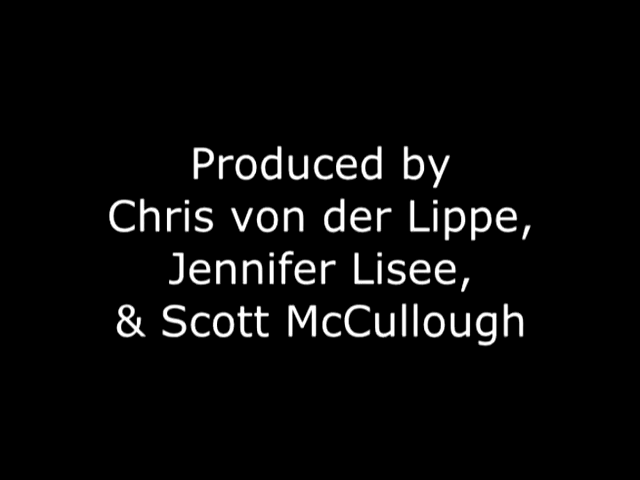 Produced by
Chris von der Lippe,
Jennifer Lisee,
& Scott McCullough